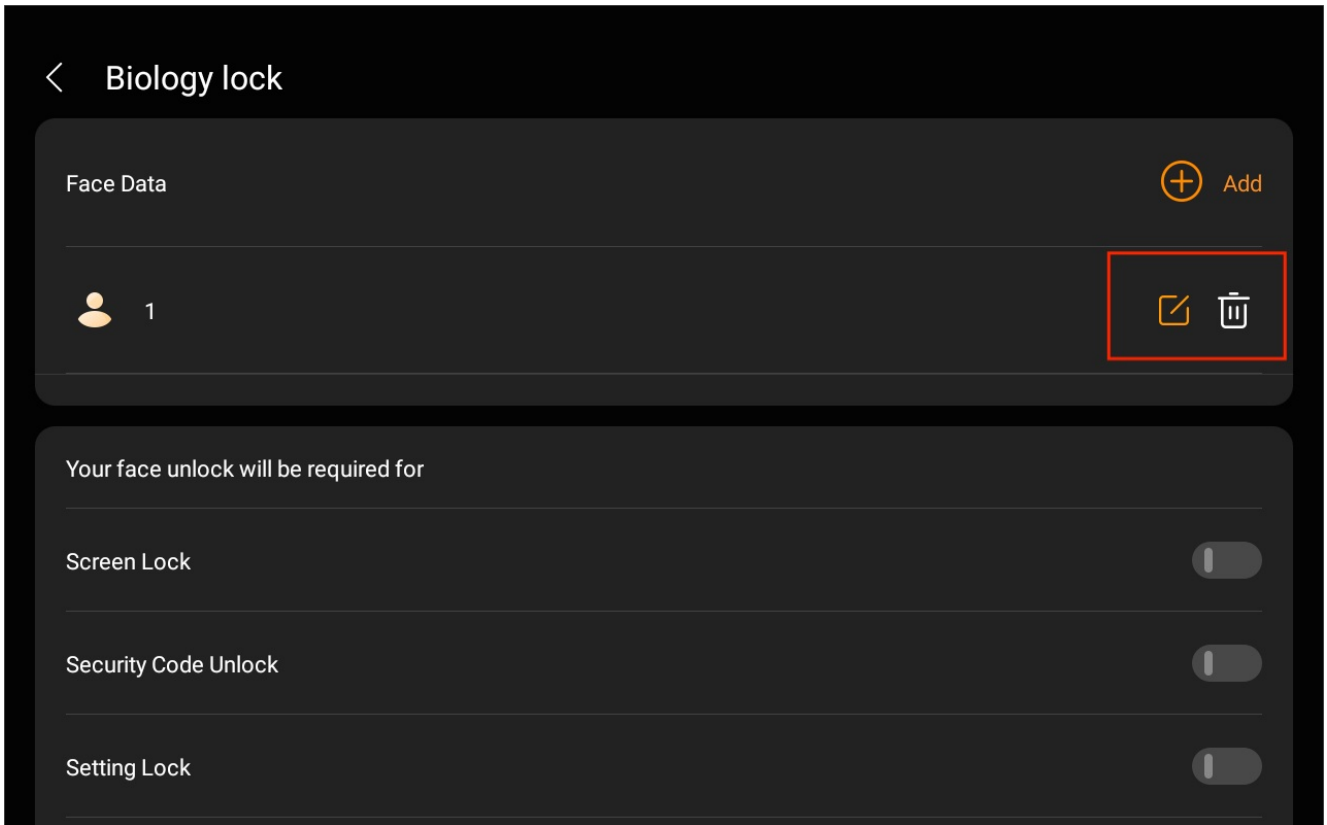 Biology lock
Face Data
Add
1
Your face unlock will be required for
Screen Lock
Security Code Unlock
Setting Lock